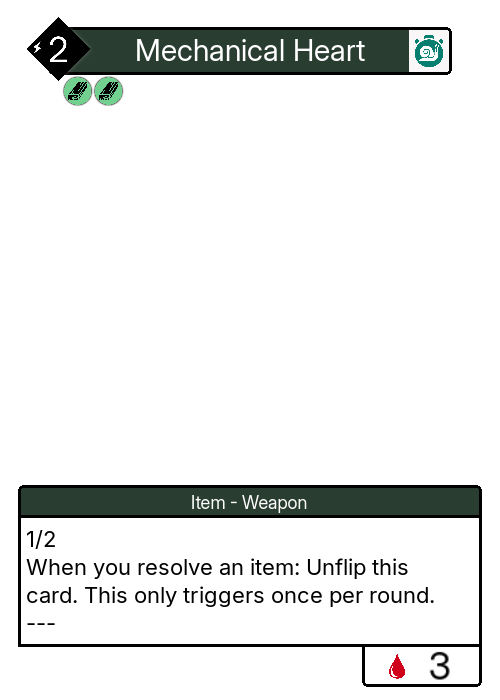 2
Mechanical Heart
Item - Weapon
1/2
When you resolve an item: Unflip this
card. This only triggers once per round.
---
3